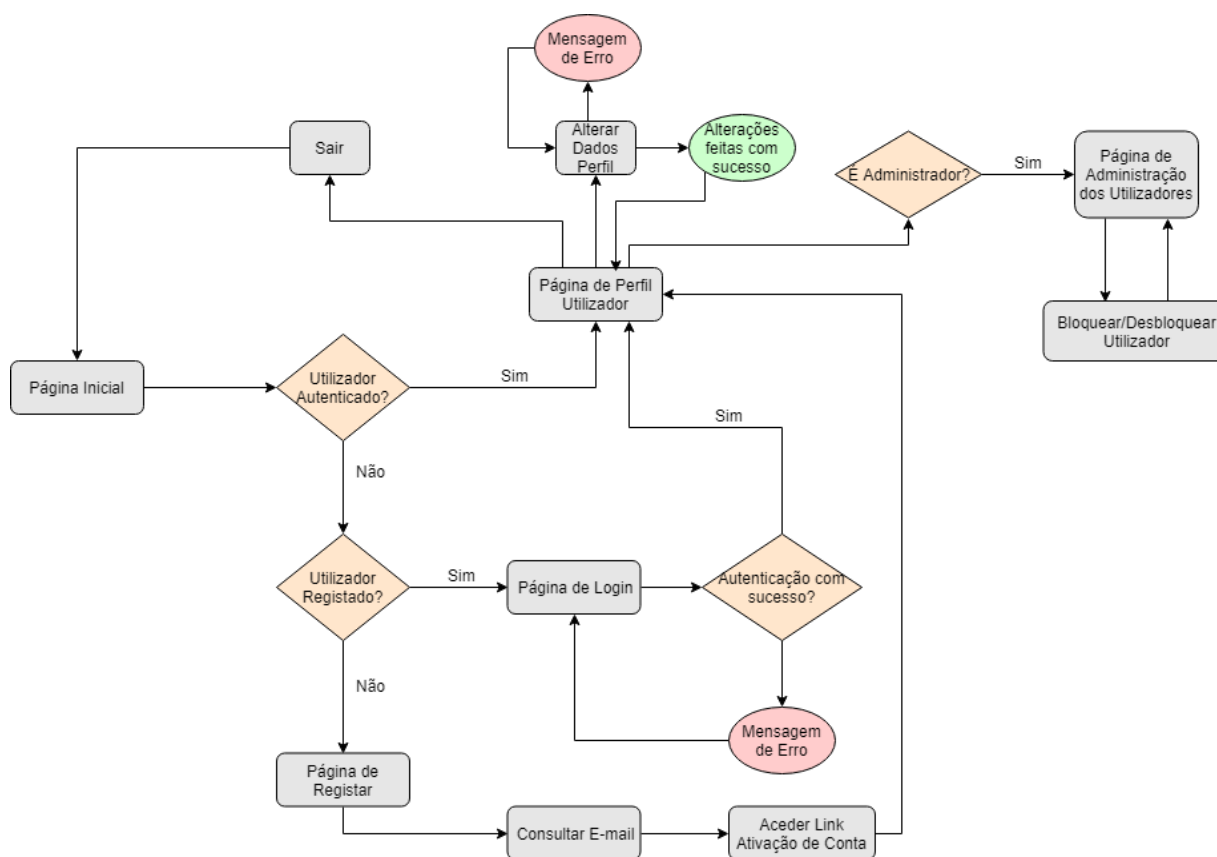 Mensagem
de Erro
Sair
Alterar
Dados
Perfil
Alterações
feitas com
sucesso
É Administrador?
Sim
Página de
Administração
dos Utilizadores
Página de Perfil
Utilizador
Bloquear/Desbloquear
Utilizador
Página Inicial
Utilizador
Autenticado?
Sim
Sim
Não
Utilizador
Registado?
Sim
Página de Login
Autenticação com
sucesso?
Não
Mensagem
de Erro
Página de
Registar
Consultar E-mail
Aceder Link
Ativação de Conta